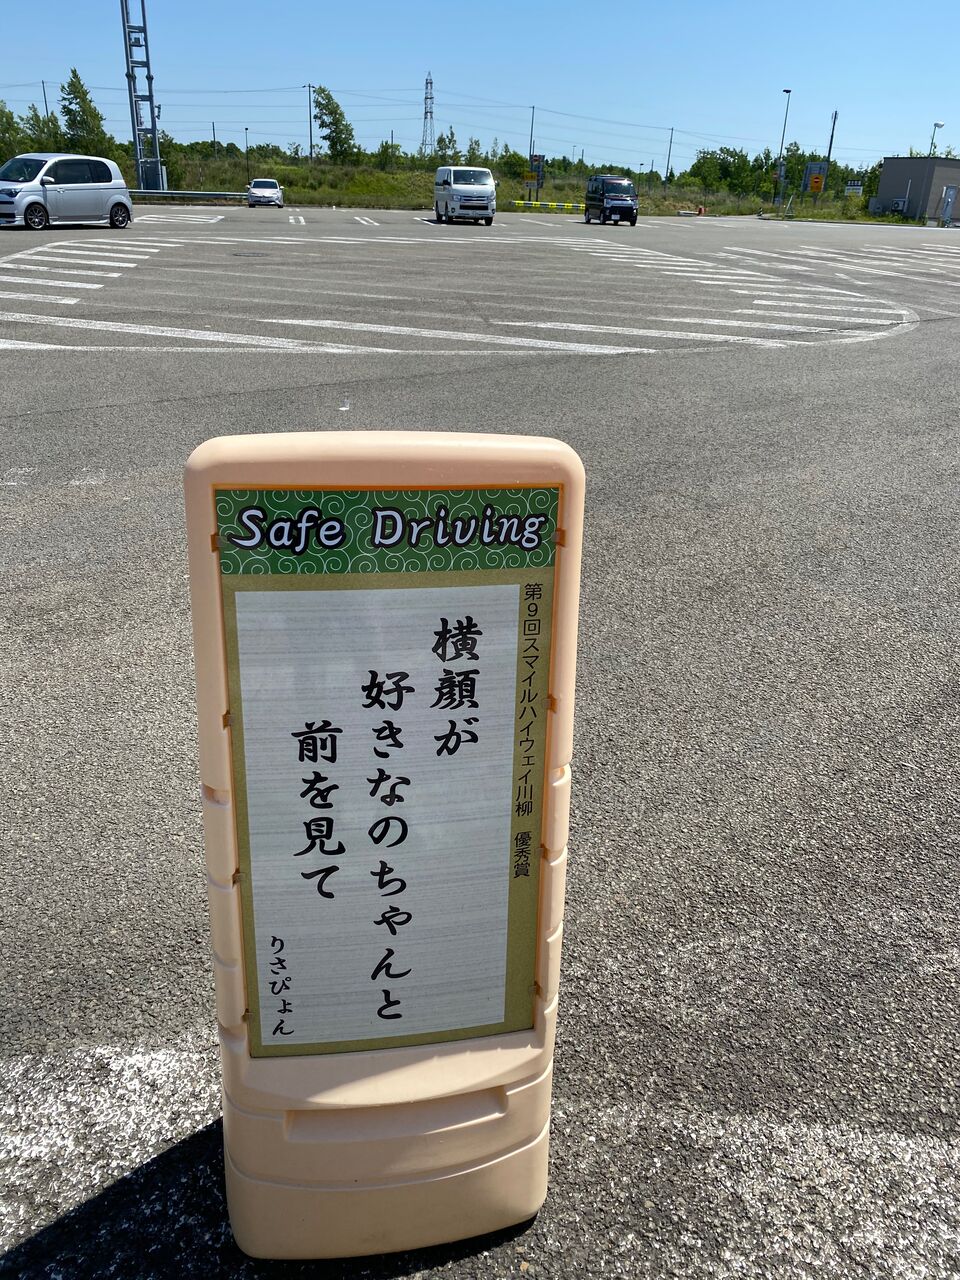 Safe Driving
第9回スマイルハイウェイ川柳　優秀賞
横顔が
好きなのちゃんと
前を見て
りさぴょん